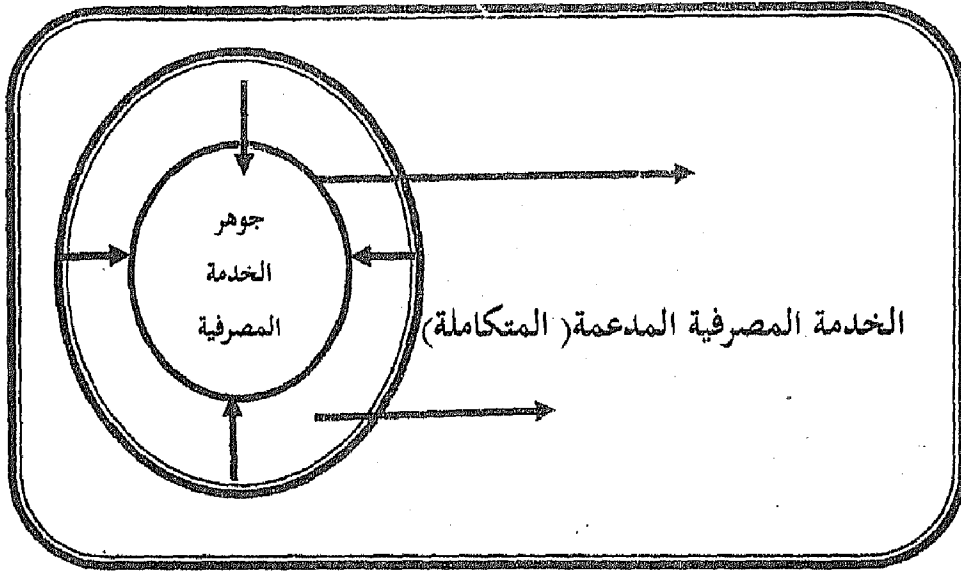 جوهر
الخدمة
المصرفية
الخدمة المصرفية المدعمة( المتكاملة)